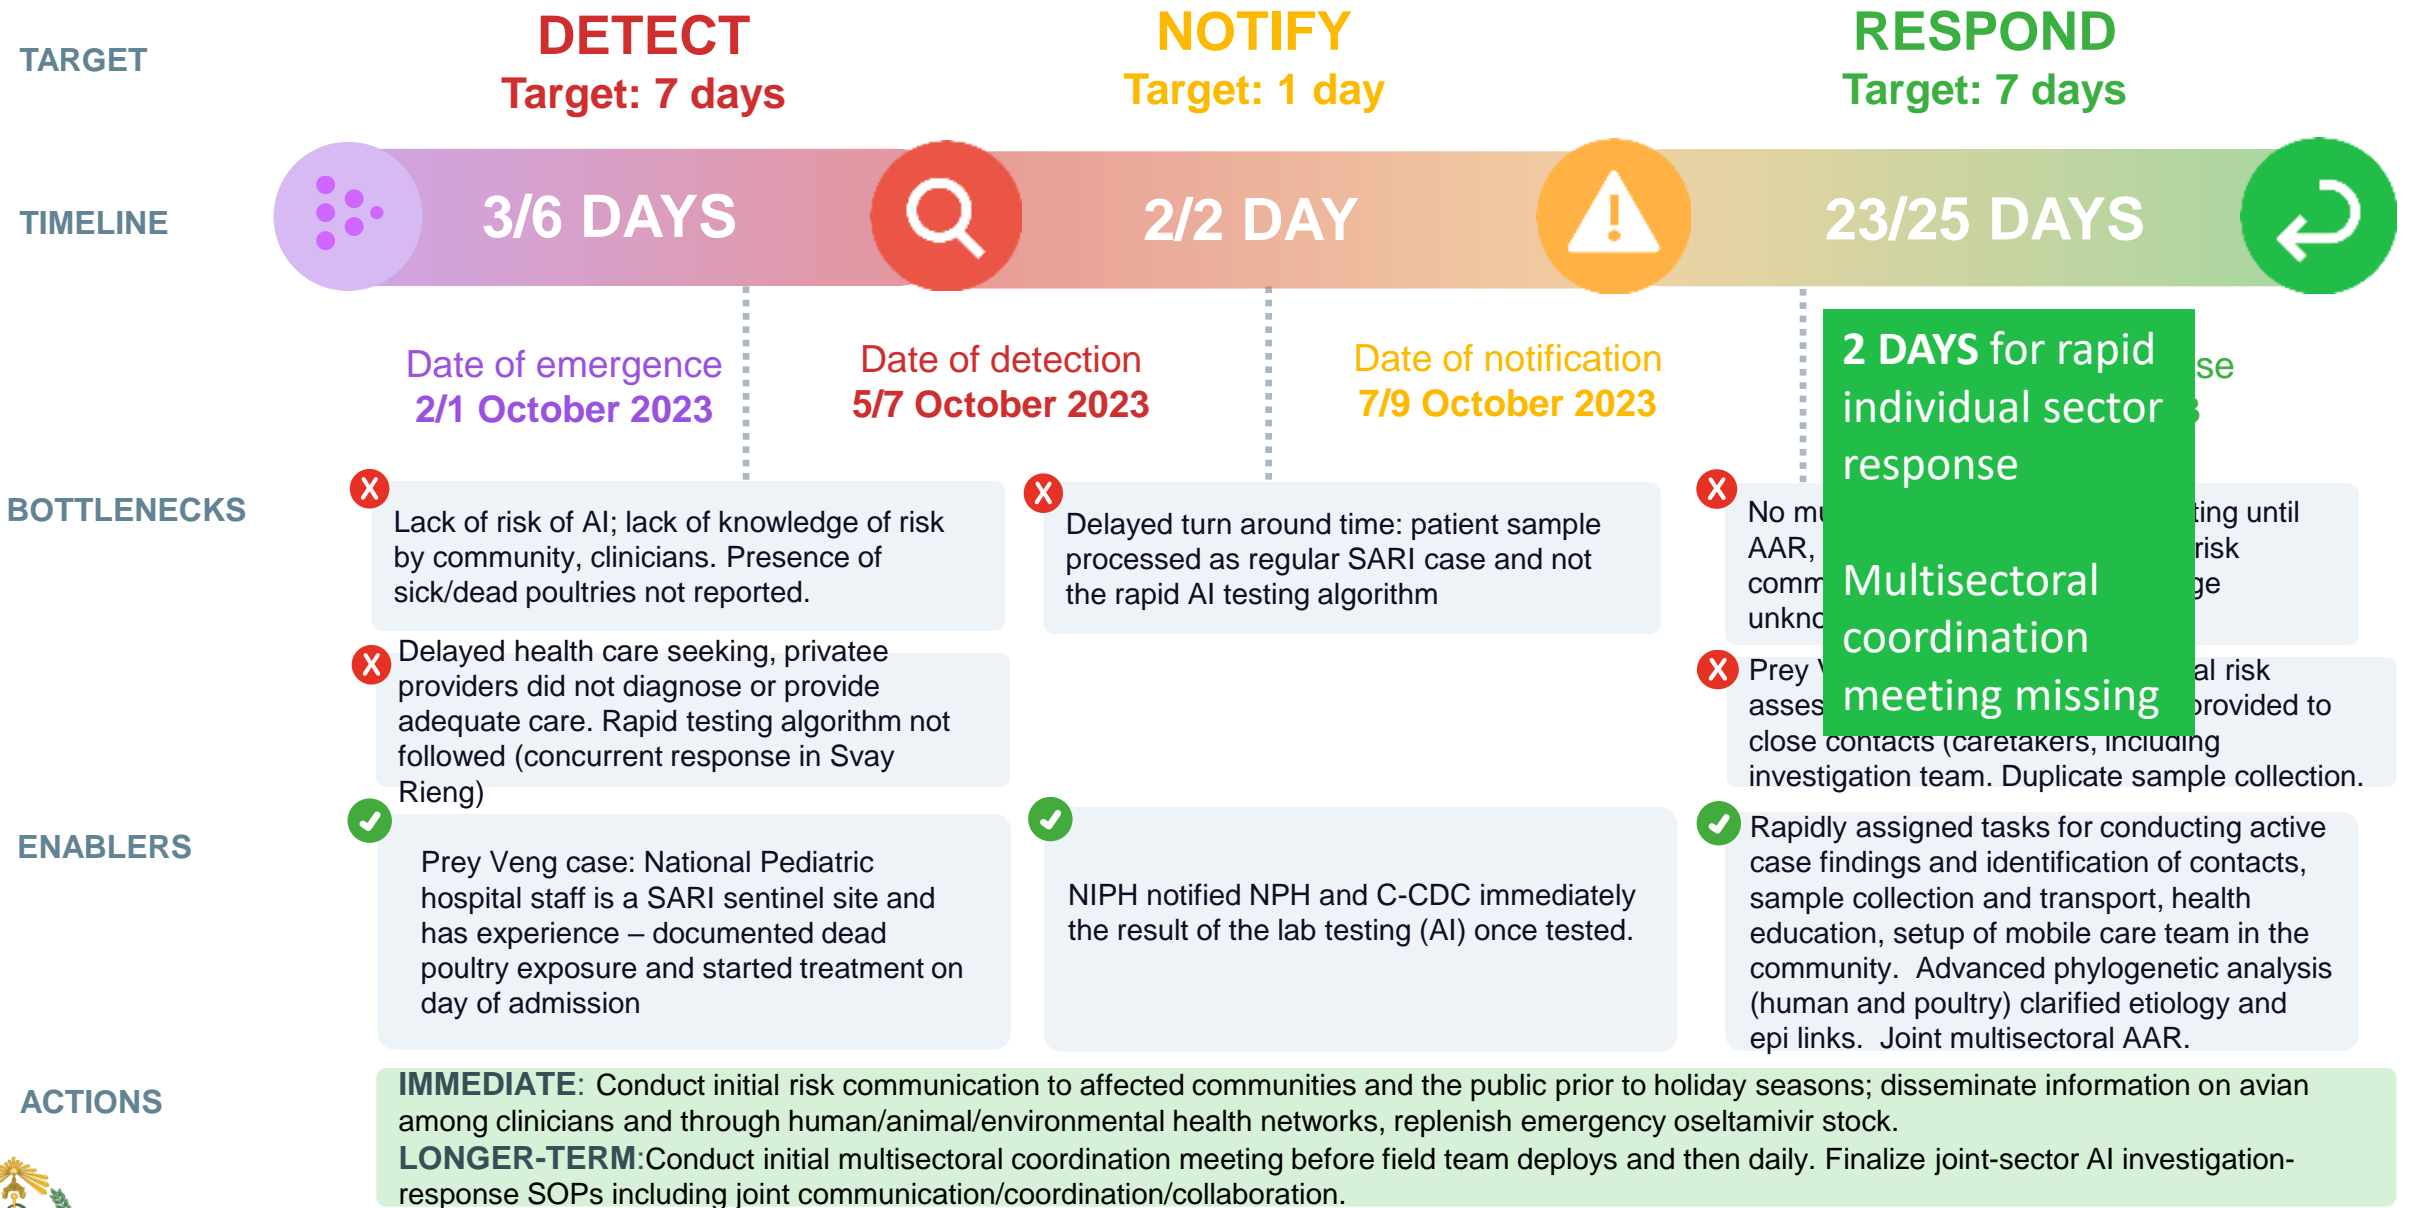 TARGET
DETECT
Target: 7 days
NOTIFY
Target: 1 day
RESPOND
Target: 7 days
TIMELINE
3/6 DAYS
2/2 DAY
23/25 DAYS
Date of emergence
2/1 October 2023
Date of detection
5/7 October 2023
Date of notification
7/9 October 2023
2 DAYS for rapid
individual sector
response
Multisectoral
coordination
meeting missing
BOTTLENECKS
X
Lack of risk of AI; lack of knowledge of risk
by community, clinicians. Presence of
sick/dead poultries not reported.
X
Delayed health care seeking, privatee
providers did not diagnose or provide
adequate care. Rapid testing algorithm not
followed (concurrent response in Svay
Rieng)
X
Delayed turn around time: patient sample
processed as regular SARI case and not
the rapid AI testing algorithm
X
No until
AAR, risk
X
Prey risk
provided to
close contacts (caretakers, including
investigation team. Duplicate sample collection.
ENABLERS
Prey Veng case: National Pediatric
hospital staff is a SARI sentinel site and
has experience – documented dead
poultry exposure and started treatment on
day of admission
NIPH notified NPH and C-CDC immediately
the result of the lab testing (AI) once tested.
Rapidly assigned tasks for conducting active
case findings and identification of contacts,
sample collection and transport, health
education, setup of mobile care team in the
community. Advanced phylogenetic analysis
(human and poultry) clarified etiology and
epi links. Joint multisectoral AAR.
ACTIONS
IMMEDIATE: Conduct initial risk communication to affected communities and the public prior to holiday seasons; disseminate information on avian
among clinicians and through human/animal/environmental health networks, replenish emergency oseltamivir stock.
LONGER-TERM:Conduct initial multisectoral coordination meeting before field team deploys and then daily. Finalize joint-sector AI investigation-
response SOPs including joint communication/coordination/collaboration.